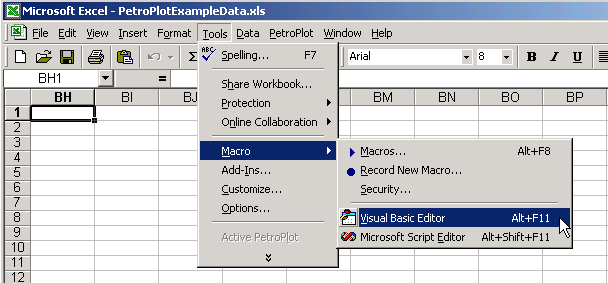 Microsoft Excel - PetroPlotExampleData.xls
File Edit View Insert Format Tools Data PetroPlot Window Help
ABC Spelling... F7 Arial 8 B I U
BH1 =
Share Workbook...
BH BI BJ BM BN BO BP
Protection
1
Online Collaboration
2
3
4
Macro Macros... Alt+F8
5
Add-Ins... Record New Macro...
6
Customize... Security...
7
Options...
8
Visual Basic Editor Alt+F11
9
Active PetroPlot Microsoft Script Editor Alt+Shift+F11
10
11
12